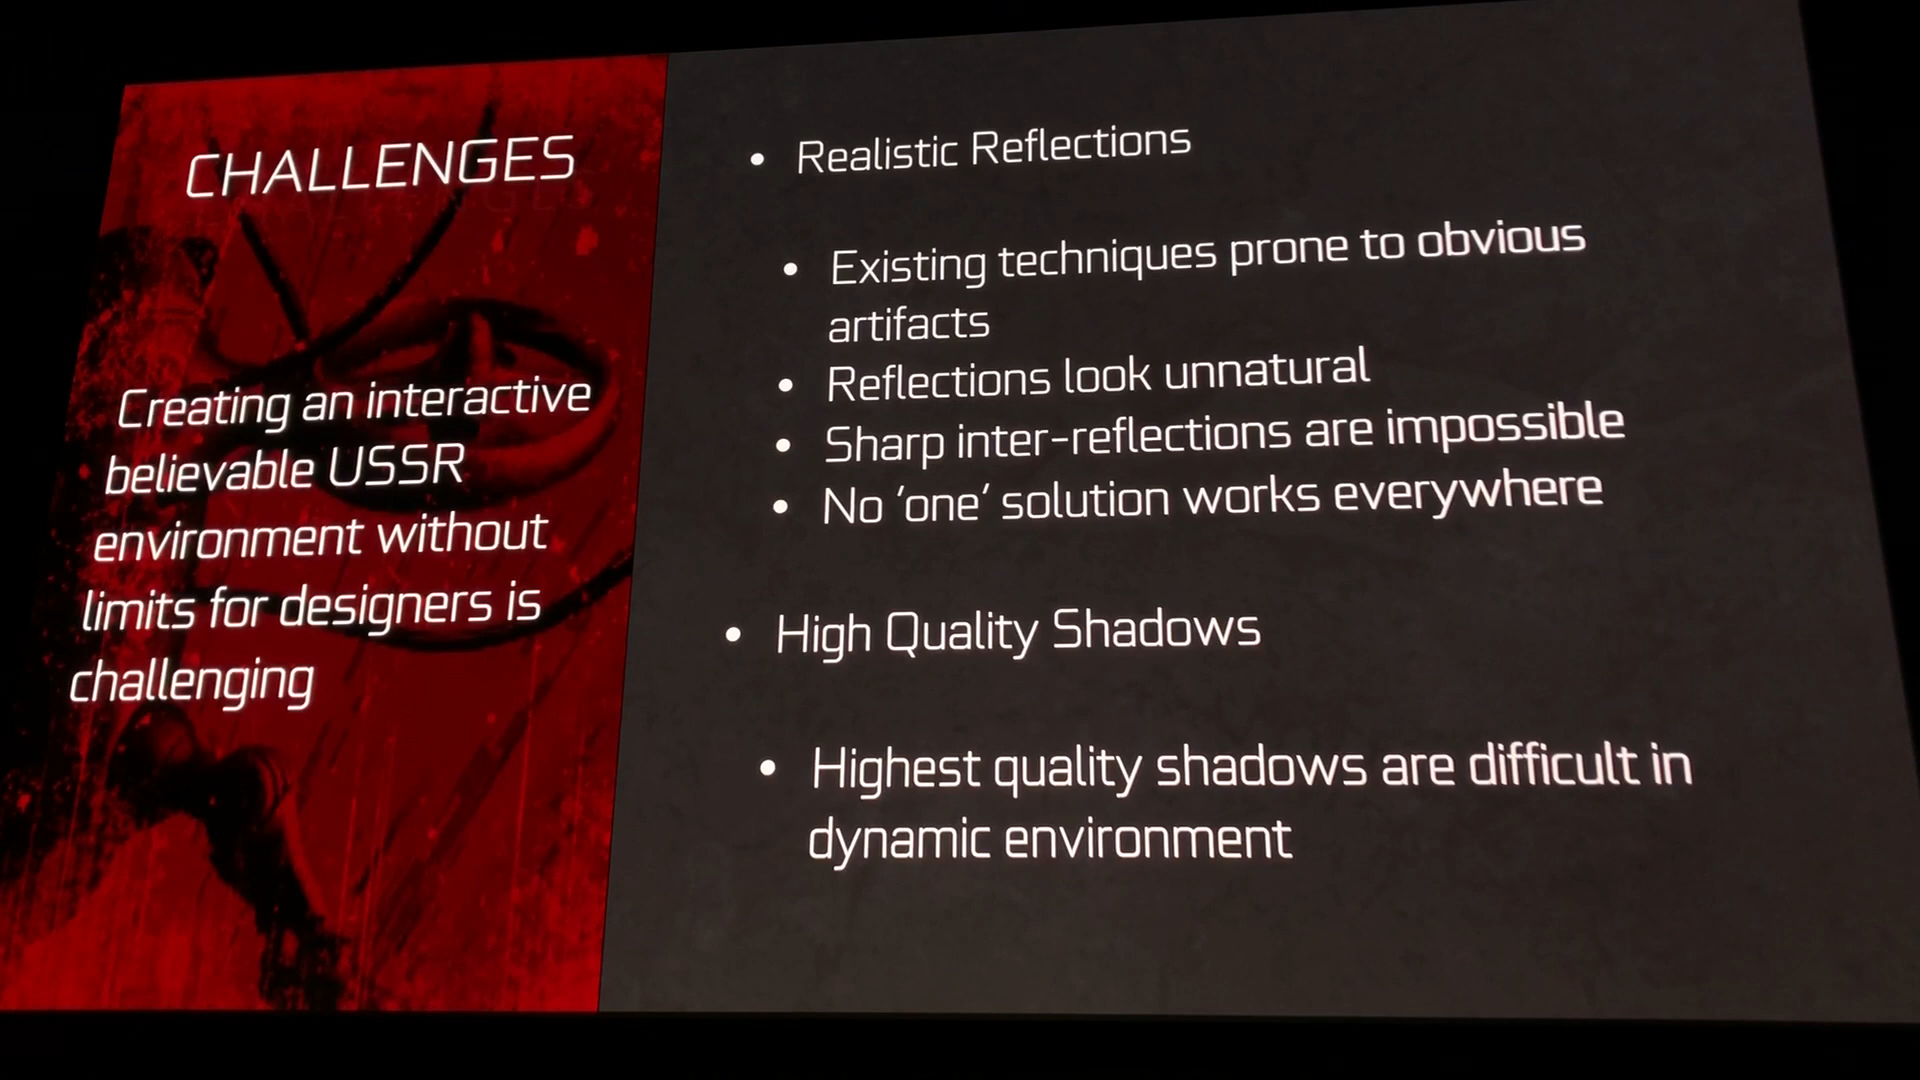 CHALLENGES
Creating an interactive
believable USSR
environment without
limits for designers is
challenging
• Realistic Reflections
• Existing techniques prone to obvious
artifacts
• Reflections look unnatural
• Sharp inter-reflections are impossible
• No ‘one’ solution works everywhere
• High Quality Shadows
• Highest quality shadows are difficult in
dynamic environment